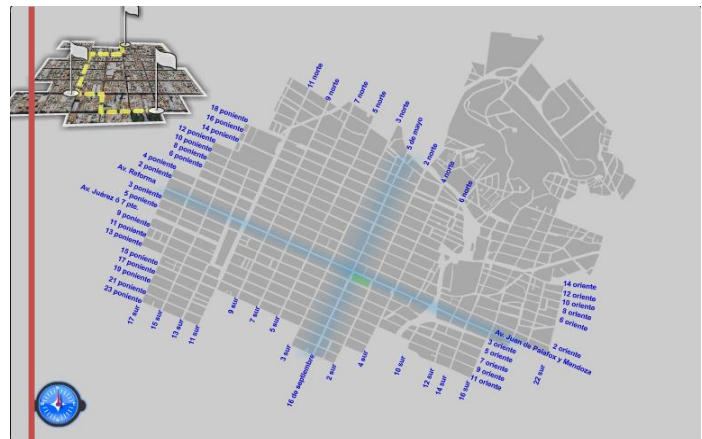 11 norte
9 norte
7 norte
5 norte
3 norte
5 de mayo
2 norte
4 norte
6 norte
18 poniente
16 poniente
14 poniente
12 poniente
10 poniente
8 poniente
6 poniente
4 poniente
2 poniente
Av. Reforma
3 poniente
5 poniente
Av. Juárez ó 7 pte.
9 poniente
11 poniente
13 poniente
15 poniente
17 poniente
19 poniente
21 poniente
23 poniente
17 sur
15 sur
13 sur
11 sur
9 sur
7 sur
5 sur
3 sur
16 de septiembre
2 sur
4 sur
10 sur
12 sur
14 sur
16 sur
14 oriente
12 oriente
10 oriente
8 oriente
6 oriente
2 oriente
Av. Juan de Palafox y Mendoza
3 oriente
5 oriente
7 oriente
9 oriente
11 oriente
22 sur